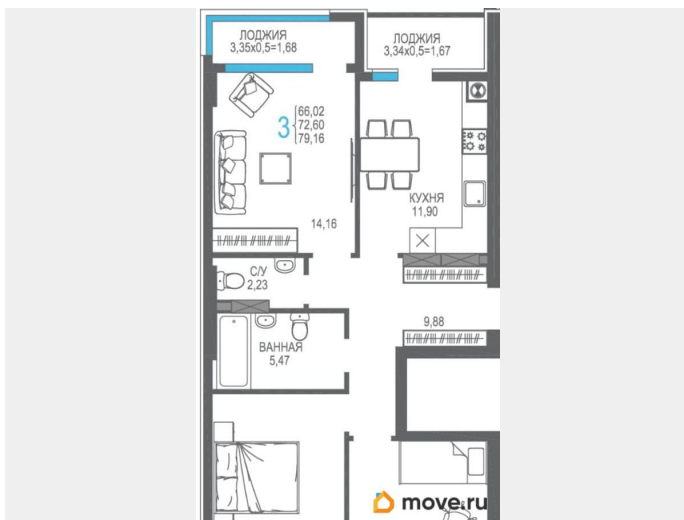 ЛОДЖИЯ
3,35x0,5=1,68
ЛОДЖИЯ
3,34x0,5=1,67
3
66,02
72,60
79,16
14,16
КУХНЯ
11,90
С/У
2,23
9,88
ВАННАЯ
5,47
move.ru